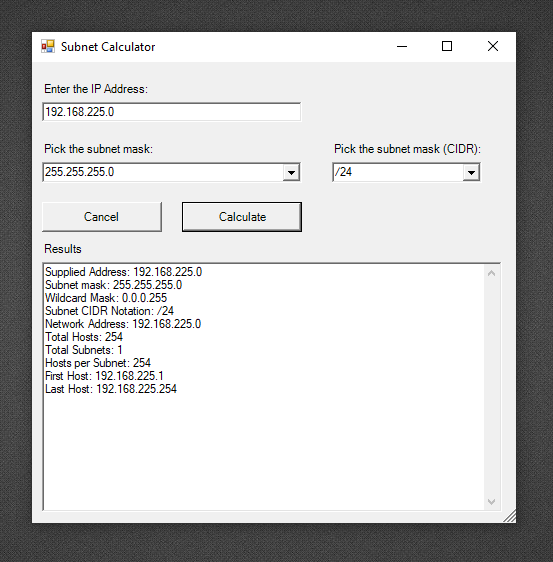 Subnet Calculator
Enter the IP Address:
192.168.225.0
Pick the subnet mask:
Pick the subnet mask (CIDR):
255.255.255.0
/24
Cancel
Calculate
Results
Supplied Address: 192.168.225.0
Subnet mask: 255.255.255.0
Wildcard Mask: 0.0.0.255
Subnet CIDR Notation: /24
Network Address: 192.168.225.0
Total Hosts: 254
Total Subnets: 1
Hosts per Subnet: 254
First Host: 192.168.225.1
Last Host: 192.168.225.254